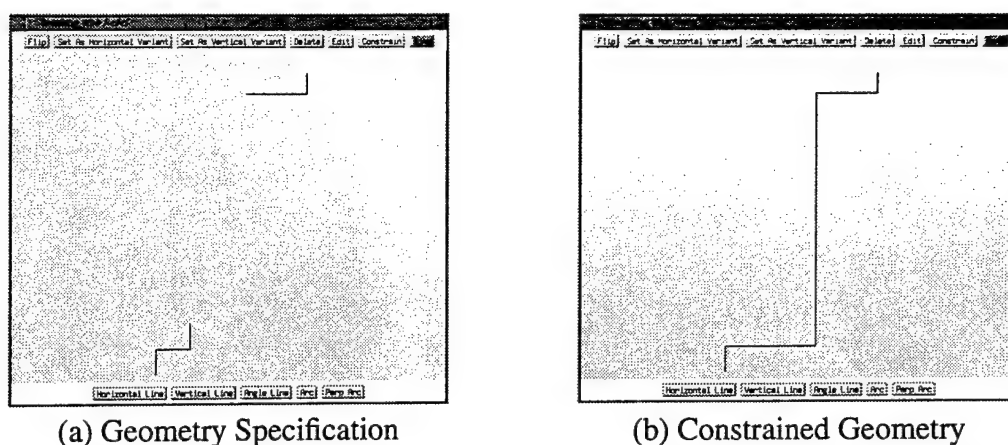 Flip Set As Horizontal Variant Set As Vertical Variant Delete Edit Constrain
Flip Set As Horizontal Variant Set As Vertical Variant Delete Edit Constrain
Horizontal Line Vertical Line Angle Line Arc Perp Arc
Horizontal Line Vertical Line Angle Line Arc Perp Arc
(a) Geometry Specification
(b) Constrained Geometry